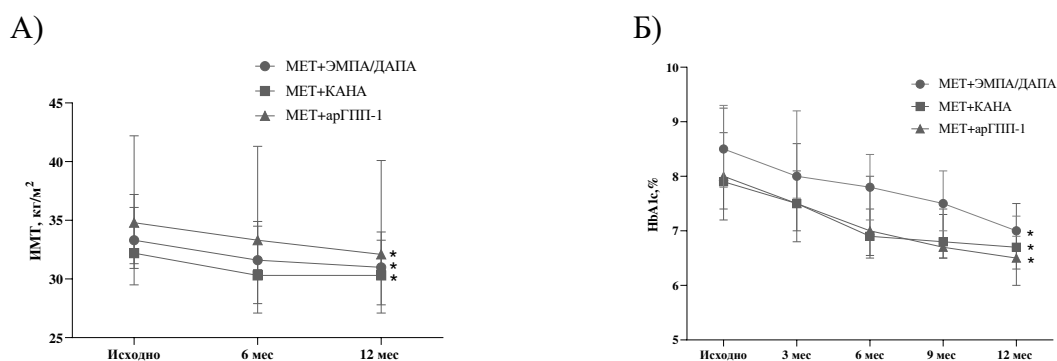 А)
МЕТ+ЭМПА/ДАПА
МЕТ+КАНА
МЕТ+арГПП-1
ИМТ, кг/м²
45
40
35
30
25
*
*
*
Исходно 6 мес 12 мес
Б)
МЕТ+ЭМПА/ДАПА
МЕТ+КАНА
МЕТ+арГПП-1
HbA1c,%
10
9
8
7
6
5
*
*
*
Исходно 3 мес 6 мес 9 мес 12 мес